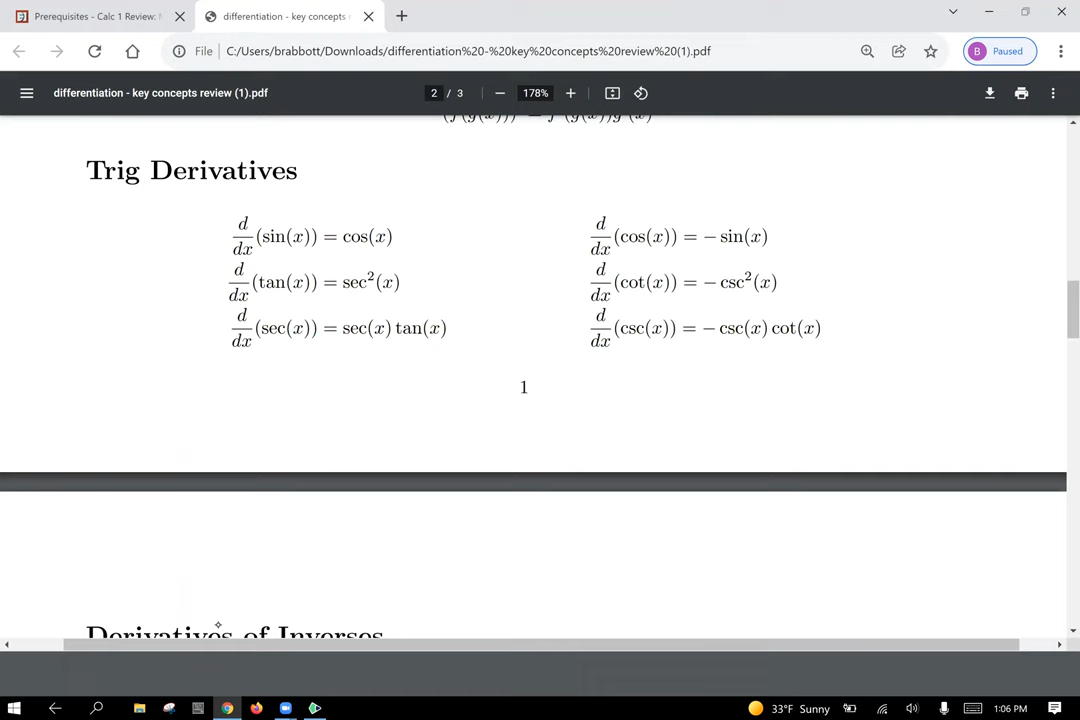 Prerequisites - Calc 1 Review:
differentiation - key concepts
File C:/Users/brabbott/Downloads/differentiation%20-%20key%20concepts%20review%20(1).pdf
B Paused
differentiation - key concepts review (1).pdf
2 / 3 — 178% +
Trig Derivatives
d/dx (sin(x)) = cos(x)
d/dx (cos(x)) = − sin(x)
d/dx (tan(x)) = sec²(x)
d/dx (cot(x)) = − csc²(x)
d/dx (sec(x)) = sec(x) tan(x)
d/dx (csc(x)) = − csc(x) cot(x)
1
Derivatives of Inverses
33°F Sunny
1:06 PM